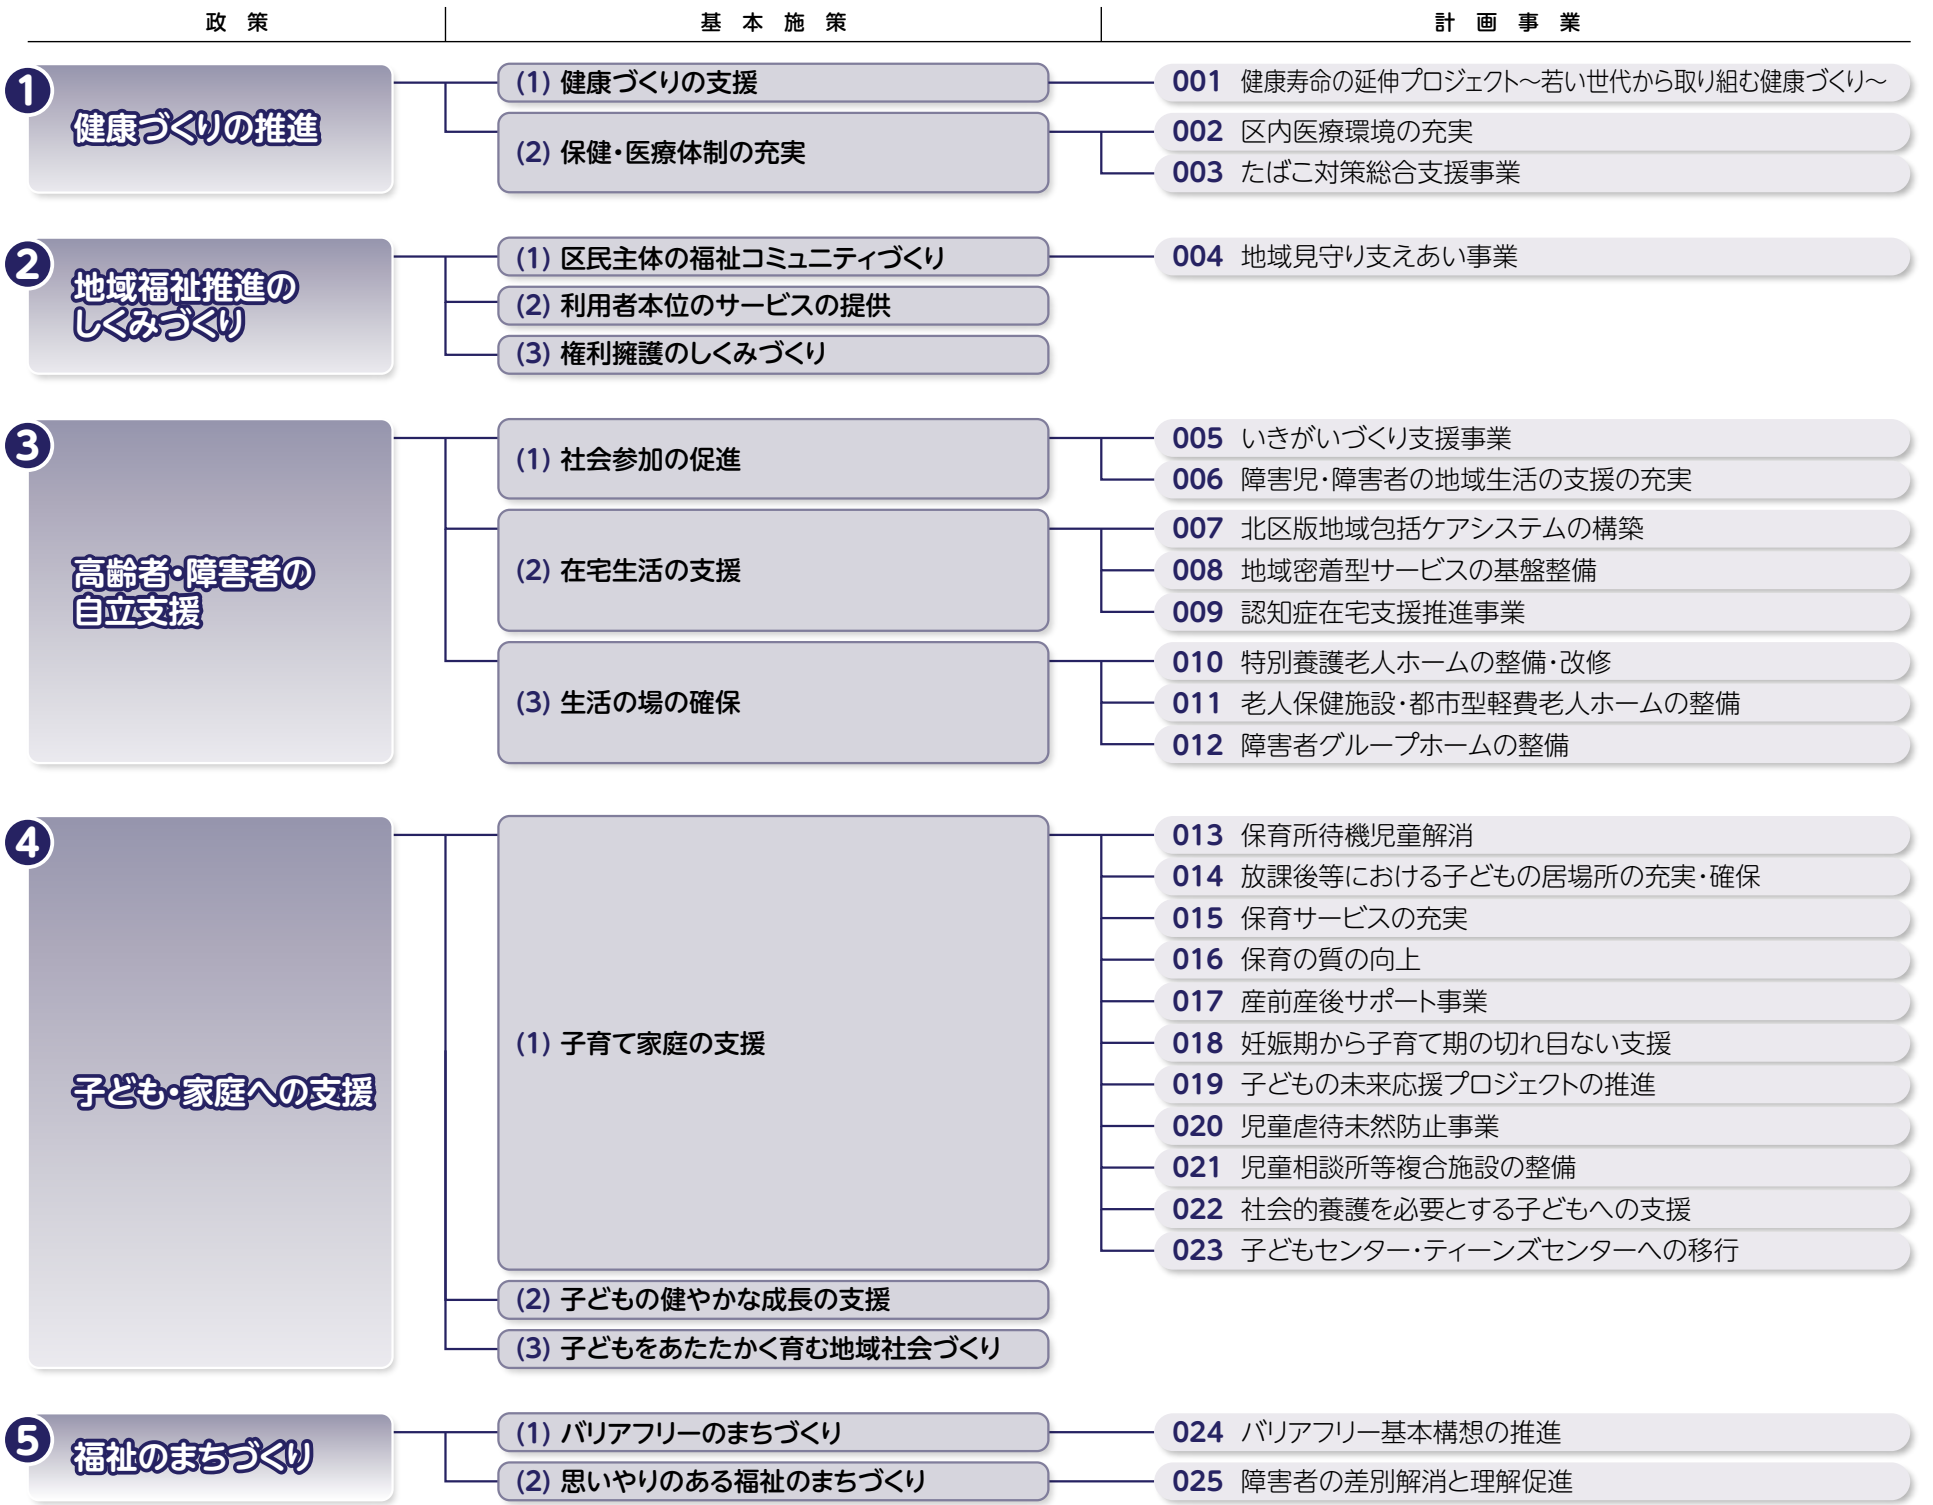 政策 基本施策 計画事業
1 健康づくりの推進
(1) 健康づくりの支援
001 健康寿命の延伸プロジェクト～若い世代から取り組む健康づくり～
(2) 保健・医療体制の充実
002 区内医療環境の充実
003 たばこ対策総合支援事業
2 地域福祉推進の
しくみづくり
(1) 区民主体の福祉コミュニティづくり
004 地域見守り支えあい事業
(2) 利用者本位のサービスの提供
(3) 権利擁護のしくみづくり
3 高齢者・障害者の
自立支援
(1) 社会参加の促進
005 いきがいづくり支援事業
006 障害児・障害者の地域生活の支援の充実
(2) 在宅生活の支援
007 北区版地域包括ケアシステムの構築
008 地域密着型サービスの基盤整備
009 認知症在宅支援推進事業
(3) 生活の場の確保
010 特別養護老人ホームの整備・改修
011 老人保健施設・都市型軽費老人ホームの整備
012 障害者グループホームの整備
4 子ども・家庭への支援
(1) 子育て家庭の支援
013 保育所待機児童解消
014 放課後等における子どもの居場所の充実・確保
015 保育サービスの充実
016 保育の質の向上
017 産前産後サポート事業
018 妊娠期から子育て期の切れ目ない支援
019 子どもの未来応援プロジェクトの推進
020 児童虐待未然防止事業
021 児童相談所等複合施設の整備
022 社会的養護を必要とする子どもへの支援
023 子どもセンター・ティーンズセンターへの移行
(2) 子どもの健やかな成長の支援
(3) 子どもをあたたかく育む地域社会づくり
5 福祉のまちづくり
(1) バリアフリーのまちづくり
024 バリアフリー基本構想の推進
(2) 思いやりのある福祉のまちづくり
025 障害者の差別解消と理解促進